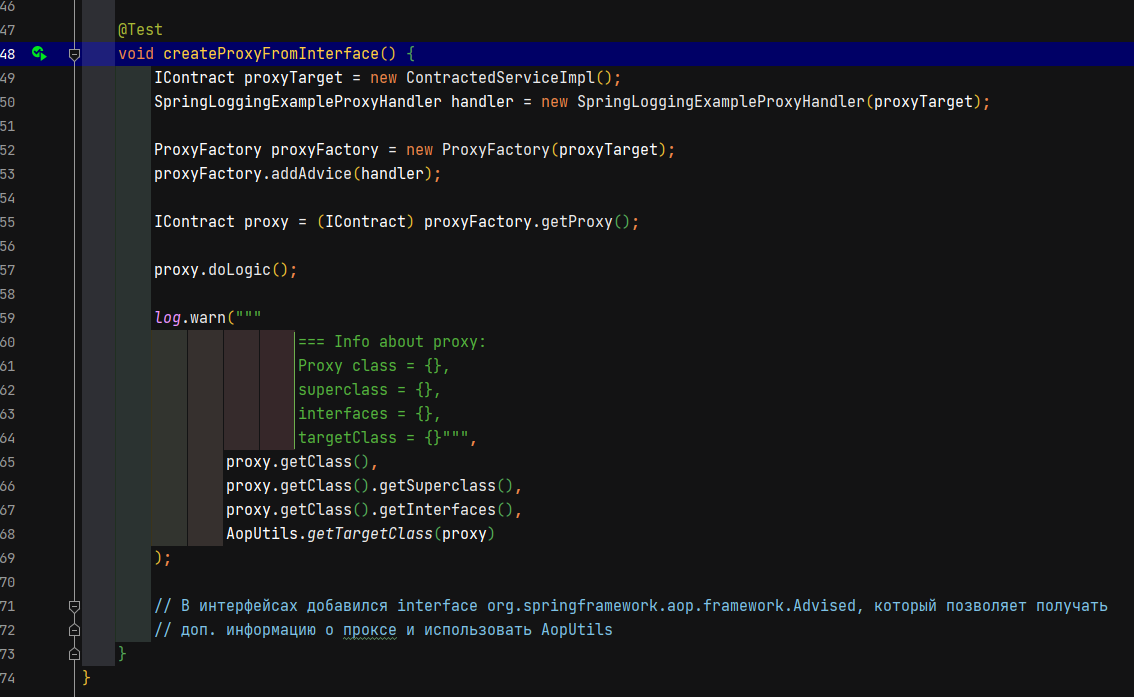 46
47 @Test
48 void createProxyFromInterface() {
49 IContract proxyTarget = new ContractedServiceImpl();
50 SpringLoggingExampleProxyHandler handler = new SpringLoggingExampleProxyHandler(proxyTarget);
51
52 ProxyFactory proxyFactory = new ProxyFactory(proxyTarget);
53 proxyFactory.addAdvice(handler);
54
55 IContract proxy = (IContract) proxyFactory.getProxy();
56
57 proxy.doLogic();
58
59 log.warn("""
60 === Info about proxy:
61 Proxy class = {},
62 superclass = {},
63 interfaces = {},
64 targetClass = {}""",
65 proxy.getClass(),
66 proxy.getClass().getSuperclass(),
67 proxy.getClass().getInterfaces(),
68 AopUtils.getTargetClass(proxy)
69 );
70
71 // В интерфейсах добавился interface org.springframework.aop.framework.Advised, который позволяет получать
72 // доп. информацию о проксе и использовать AopUtils
73 }
74 }